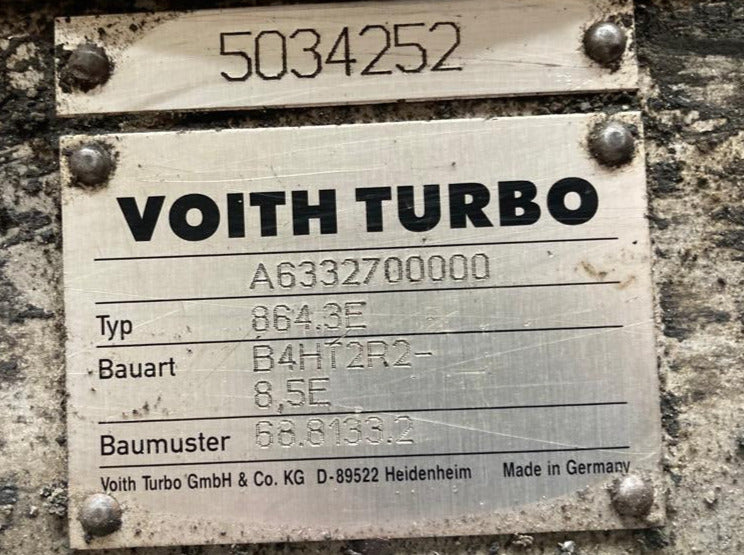 5034252
VOITH TURBO
A6332700000
Typ 864.3E
Bauart B4HT2R2-
8,5E
Baumuster 68.8133.2
Voith Turbo GmbH & Co. KG D-89522 Heidenheim Made in Germany